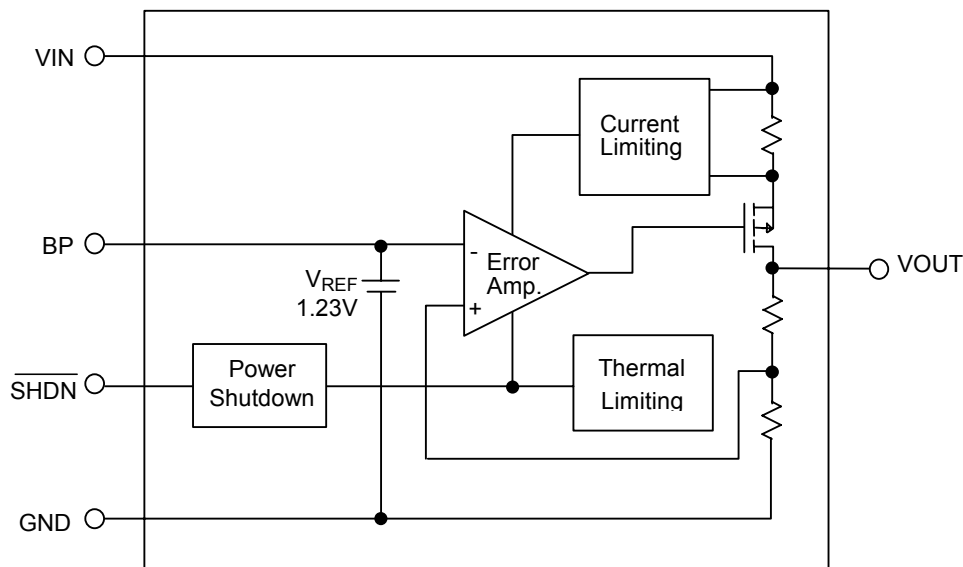 VIN
Current
Limiting
BP
-
Error
Amp.
+
VREF
1.23V
VOUT
SHDN
Power
Shutdown
Thermal
Limiting
GND